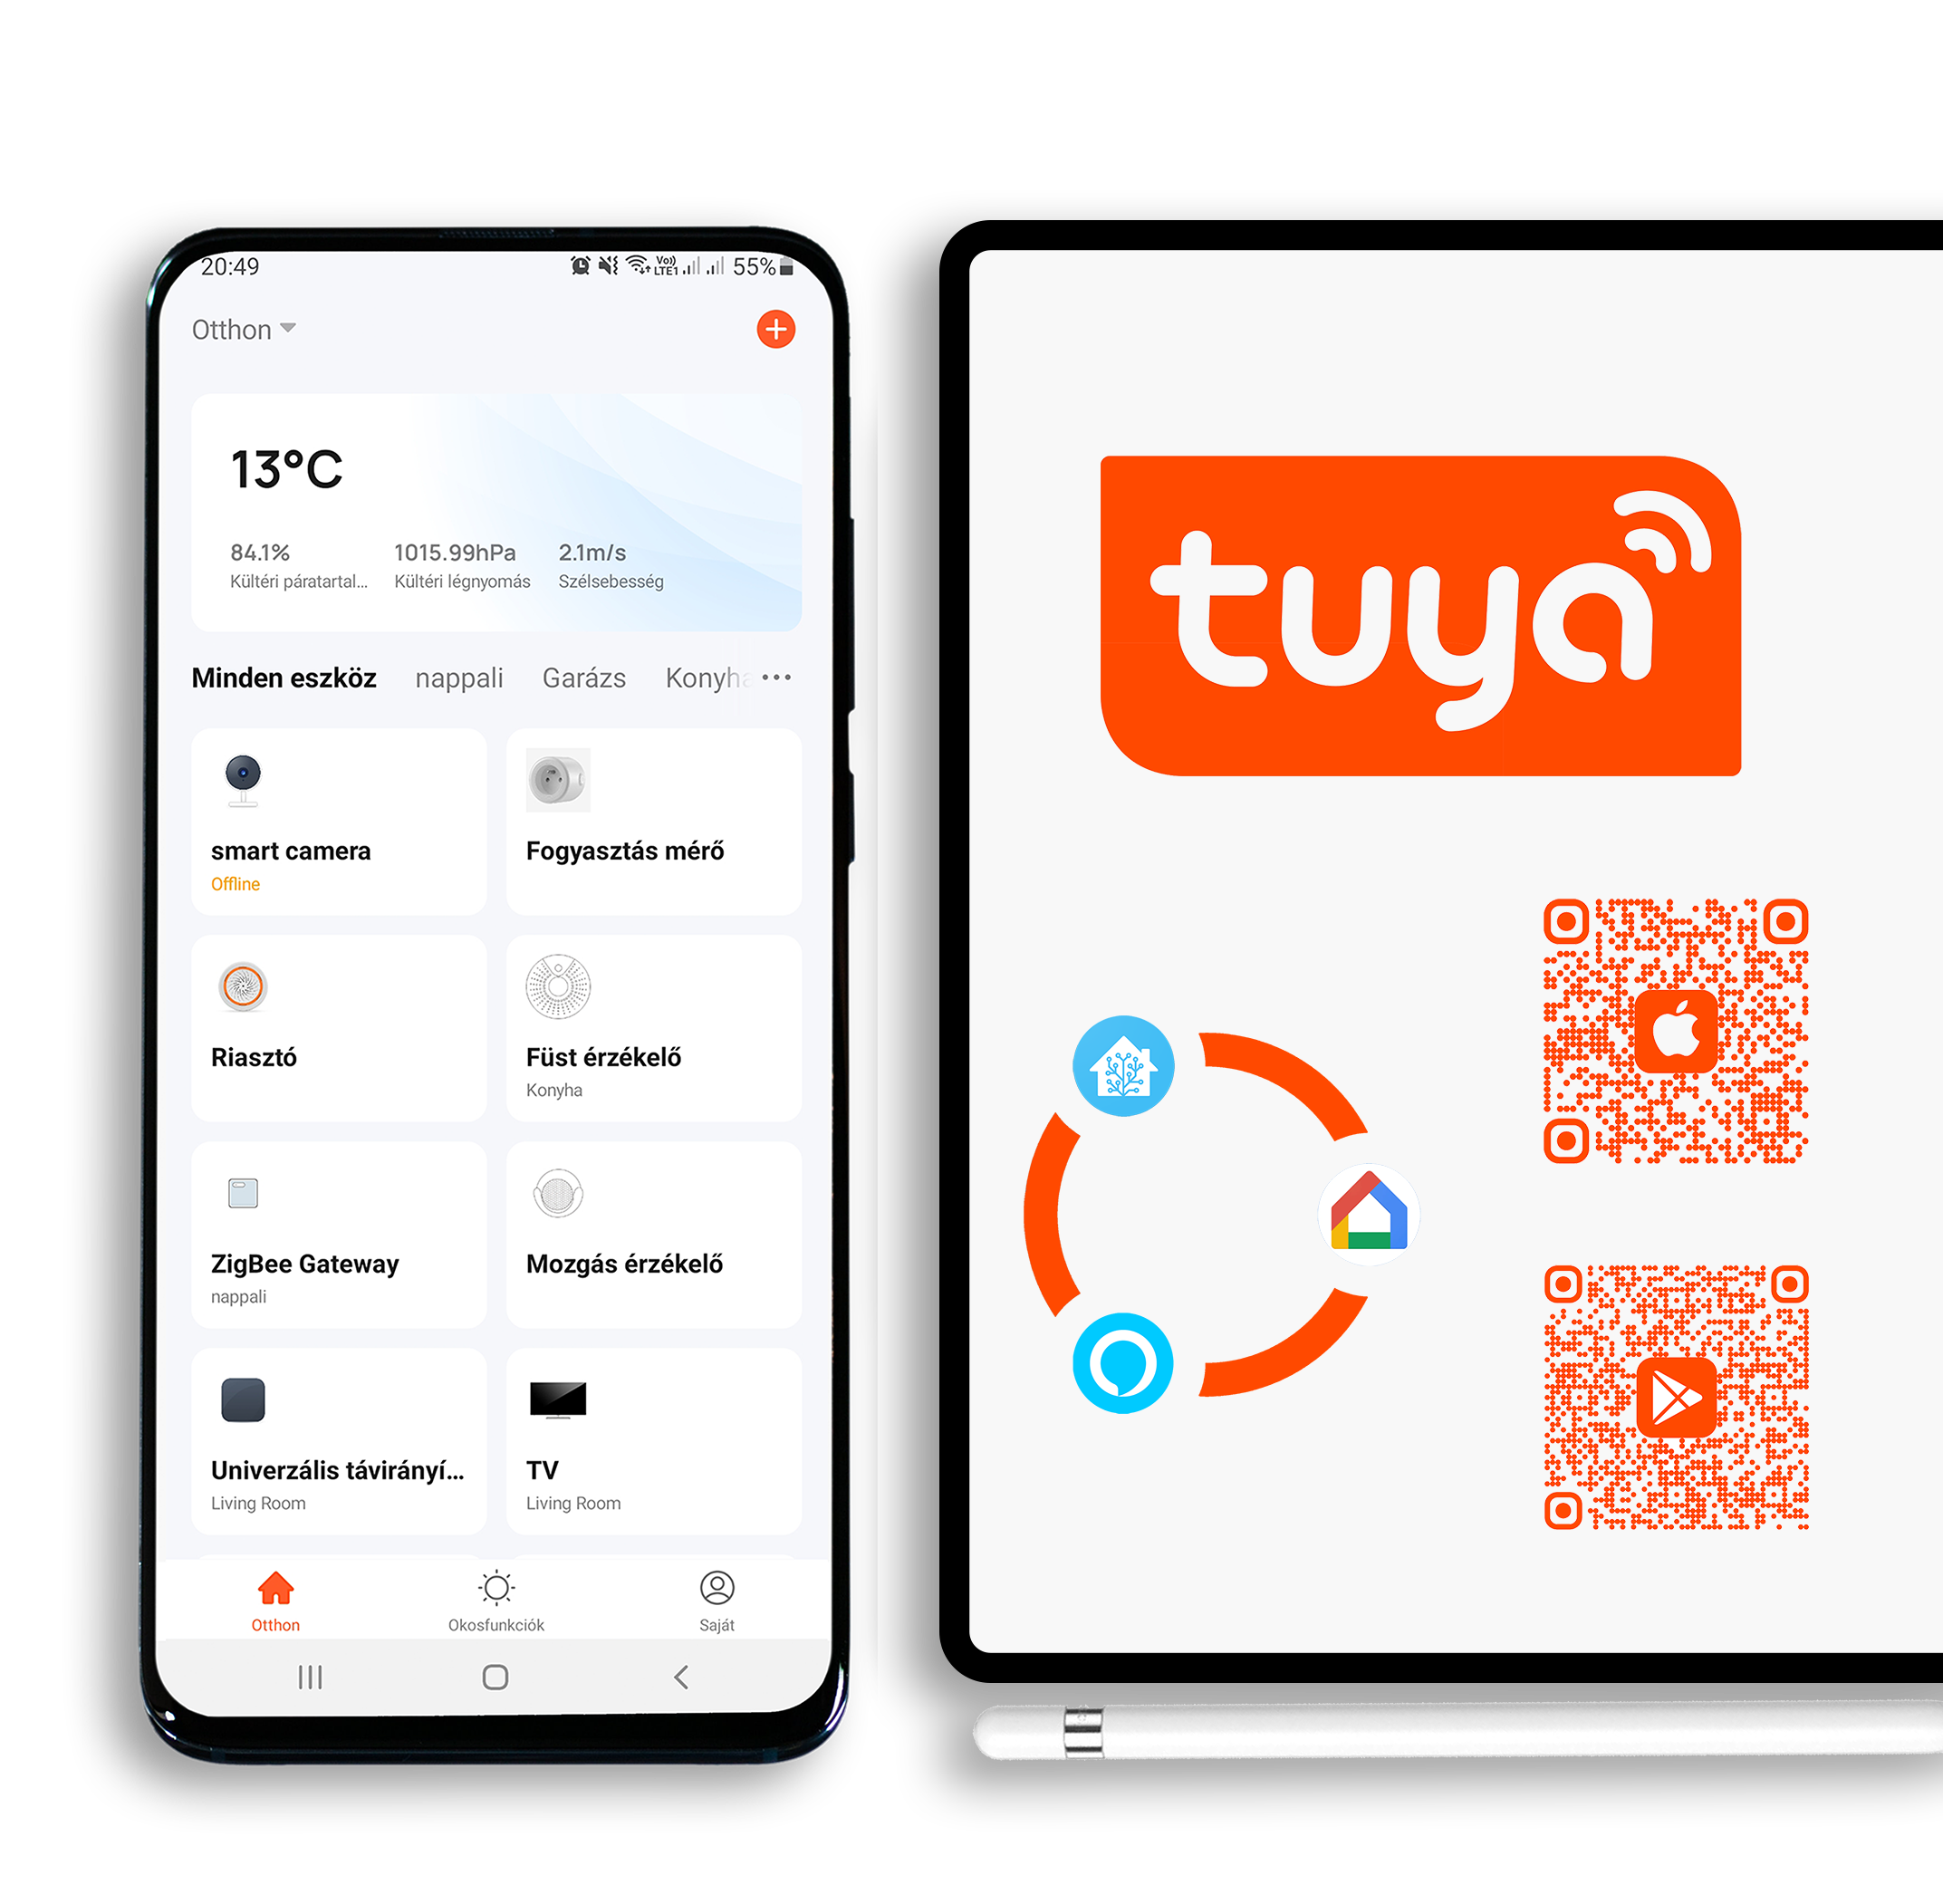 20:49
Vo)) LTE1 55%
Otthon
13°C
84.1% 1015.99hPa 2.1m/s
Kültéri páratartal... Kültéri légnyomás Szélsebesség
Minden eszköz nappali Garázs Konyha
smart camera
Offline
Fogyasztás mérő
Riasztó
Füst érzékelő
Konyha
ZigBee Gateway
nappali
Mozgás érzékelő
Univerzális távirányí...
Living Room
TV
Living Room
Otthon Okosfunkciók Saját
tuya